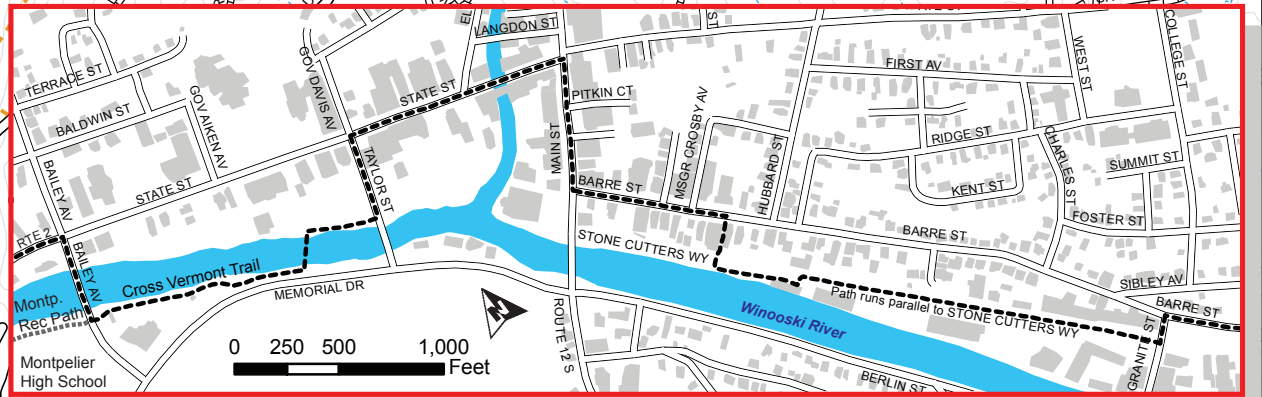 LANGDON ST
ST
WEST ST
COLLEGE ST
TERRACE ST
GOV DAVIS AV
FIRST AV
STATE ST
PITKIN CT
BALDWIN ST
GOV AIKEN AV
MAIN ST
MSGR CROSBY AV
RIDGE ST
CHARLES ST
SUMMIT ST
BAILEY AV
TAYLOR ST
HUBBARD ST
KENT ST
STATE ST
BARRE ST
FOSTER ST
RTE 2
BAILEY AV
STONE CUTTERS WY
BARRE ST
Cross Vermont Trail
MEMORIAL DR
SIBLEY AV
Montp.
Rec Path
Path runs parallel to STONE CUTTERS WY
BARRE ST
Winooski River
N
ROUTE 12 S
GRANIT ST
Montpelier
High School
0 250 500 1,000
Feet
BERLIN ST